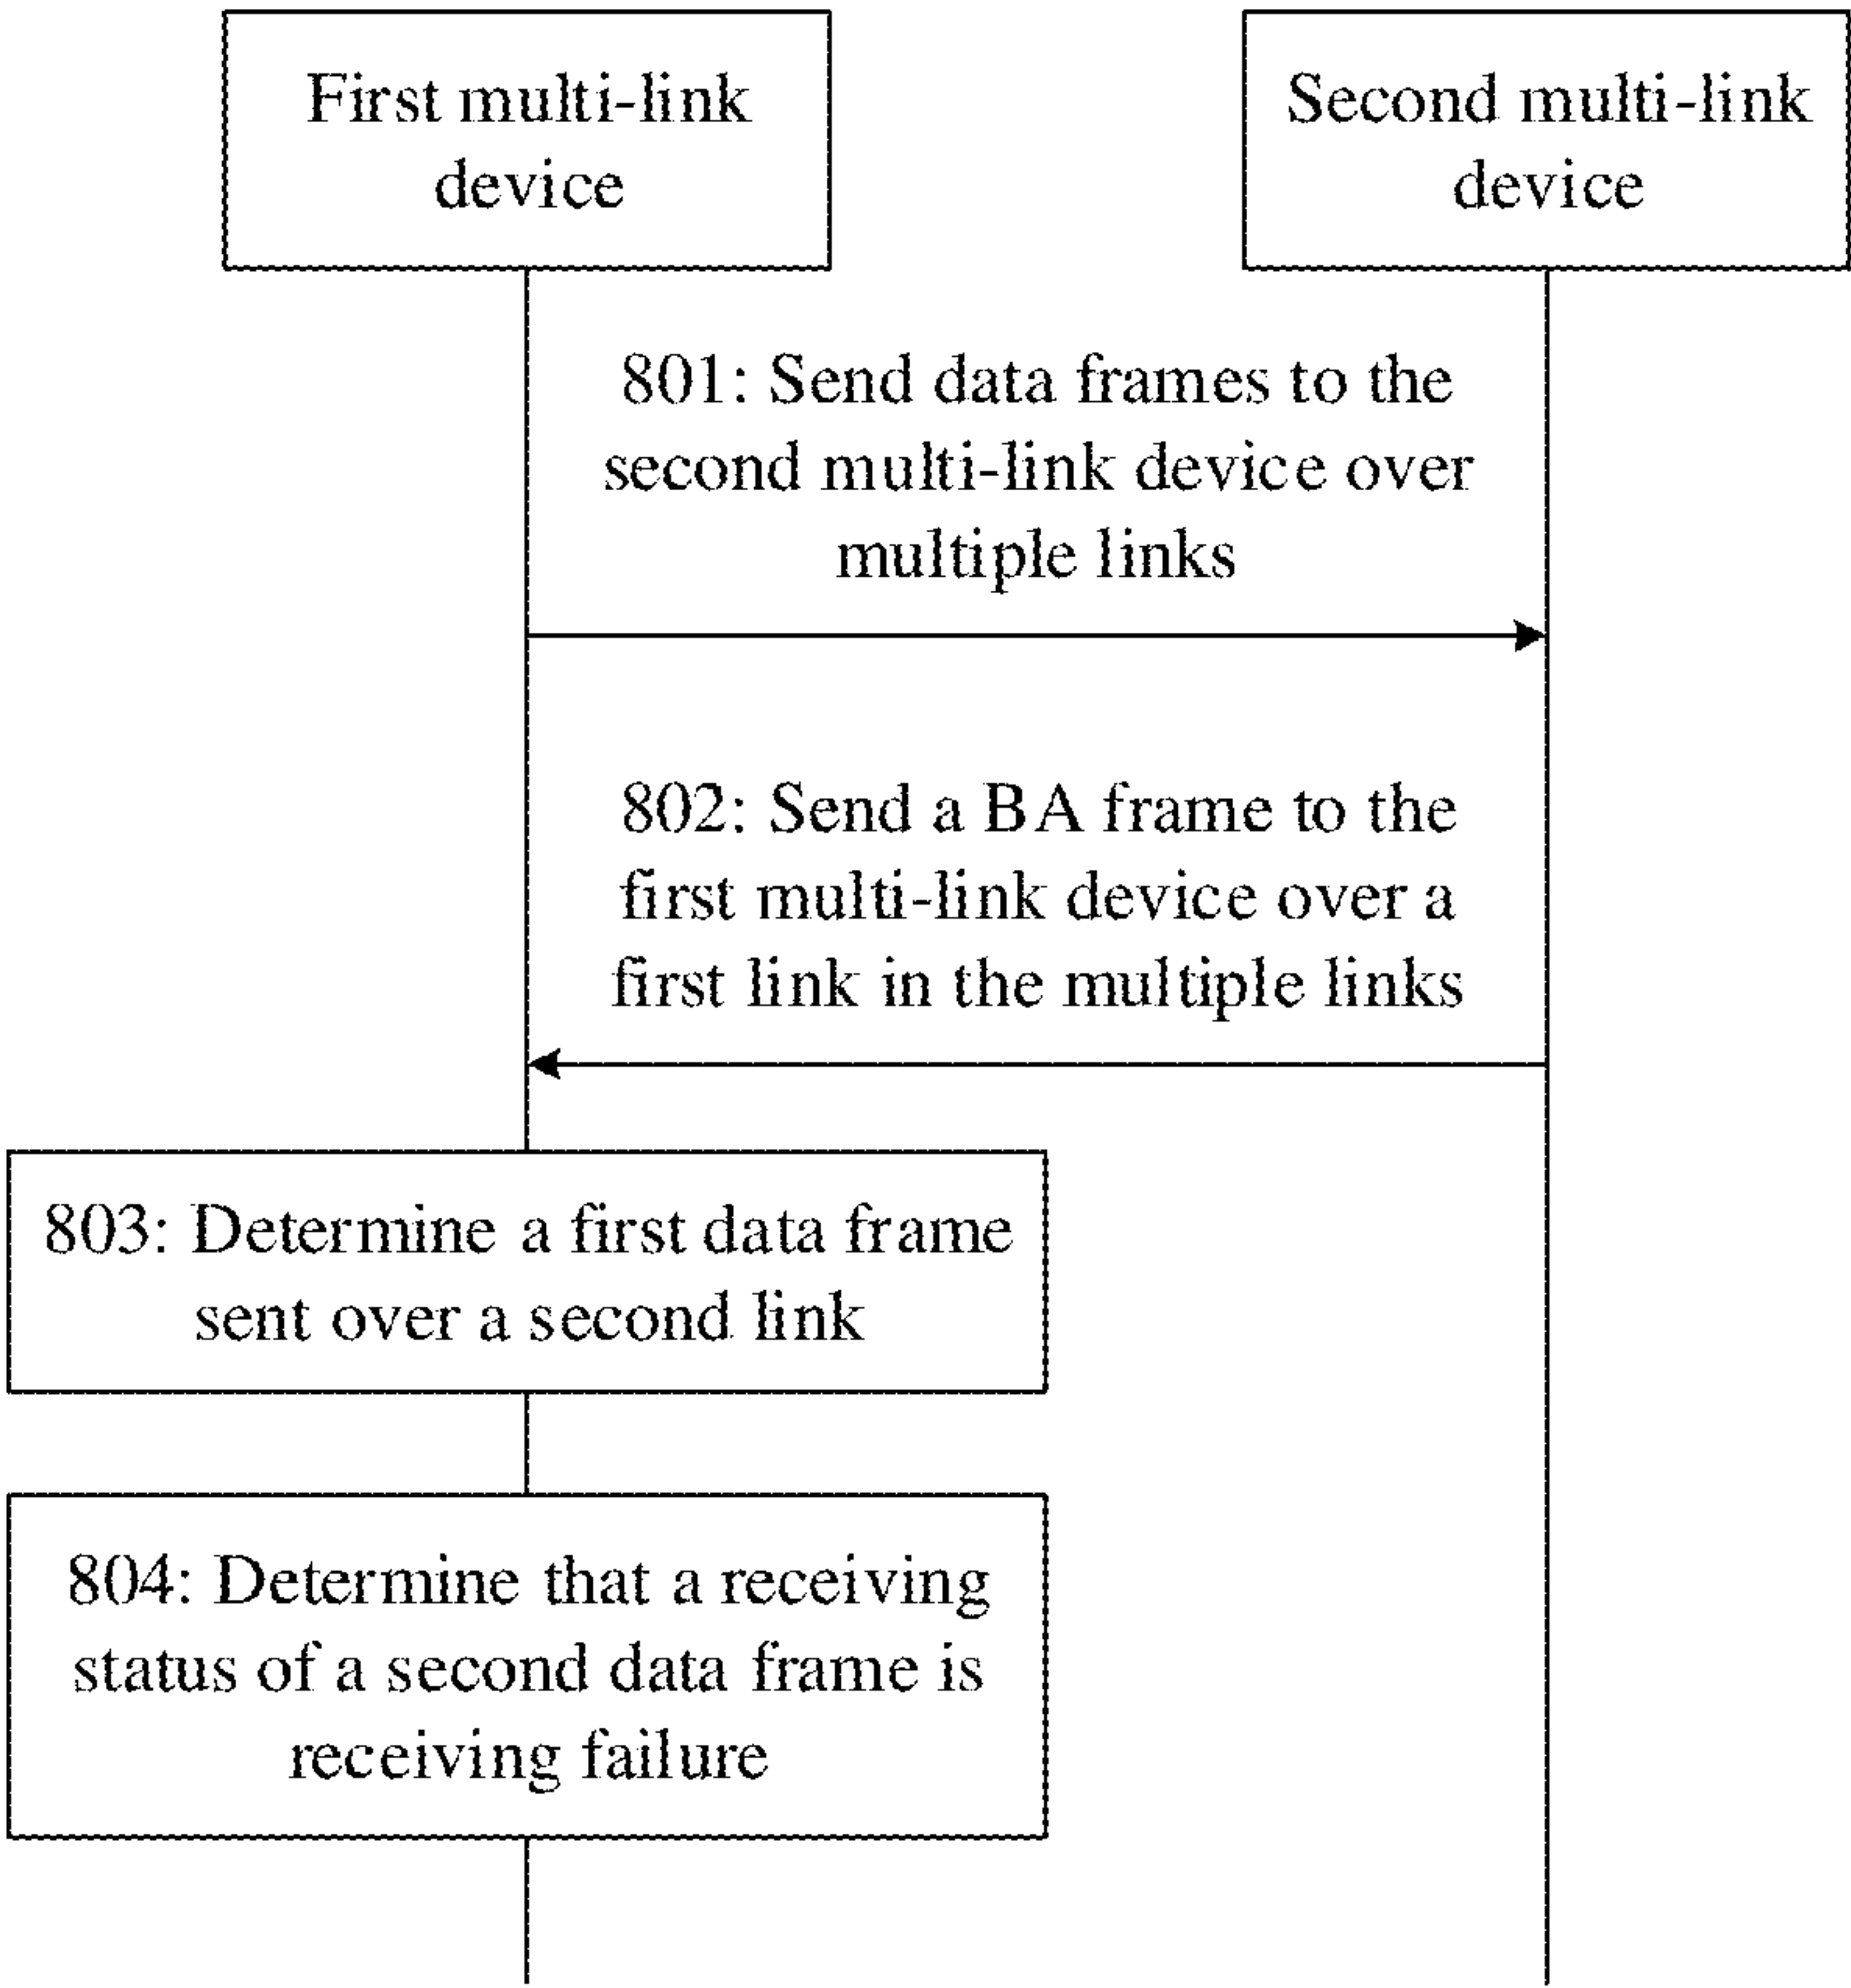 First multi-link
device
Second multi-link
device
801: Send data frames to the
second multi-link device over
multiple links
802: Send a BA frame to the
first multi-link device over a
first link in the multiple links
803: Determine a first data frame
sent over a second link
804: Determine that a receiving
status of a second data frame is
receiving failure